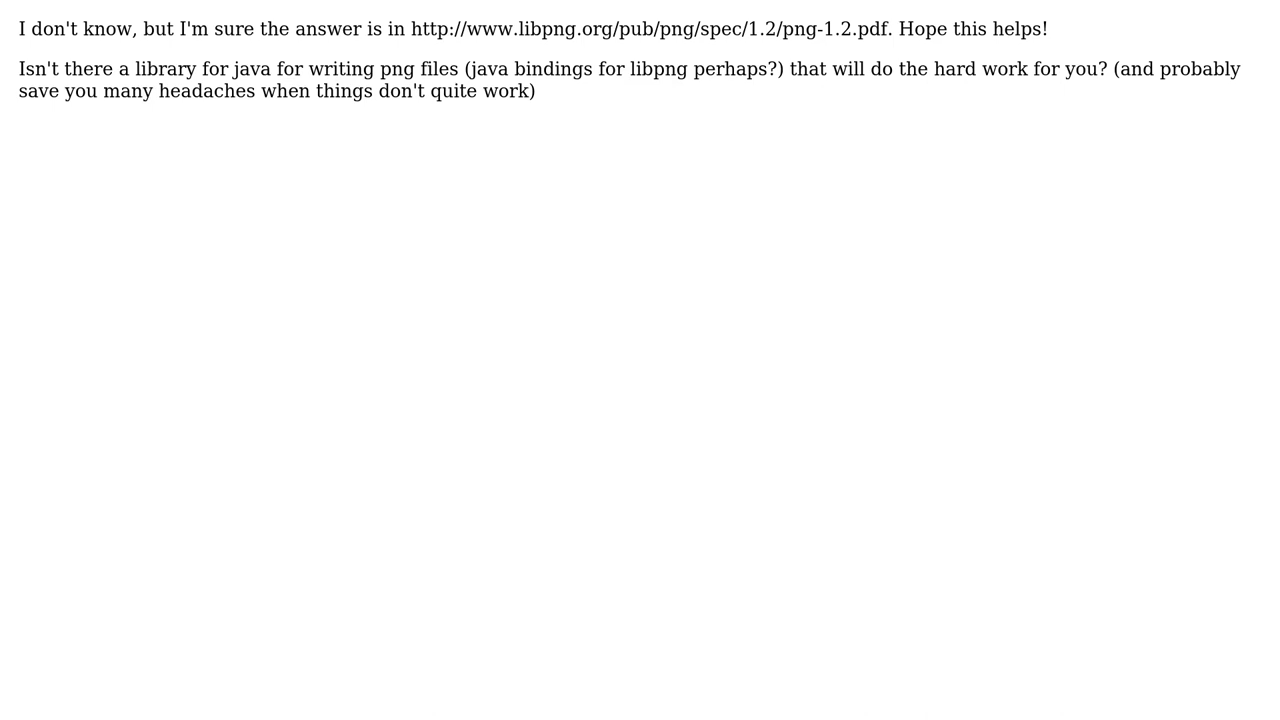 I don't know, but I'm sure the answer is in http://www.libpng.org/pub/png/spec/1.2/png-1.2.pdf. Hope this helps!
Isn't there a library for java for writing png files (java bindings for libpng perhaps?) that will do the hard work for you? (and probably
save you many headaches when things don't quite work)